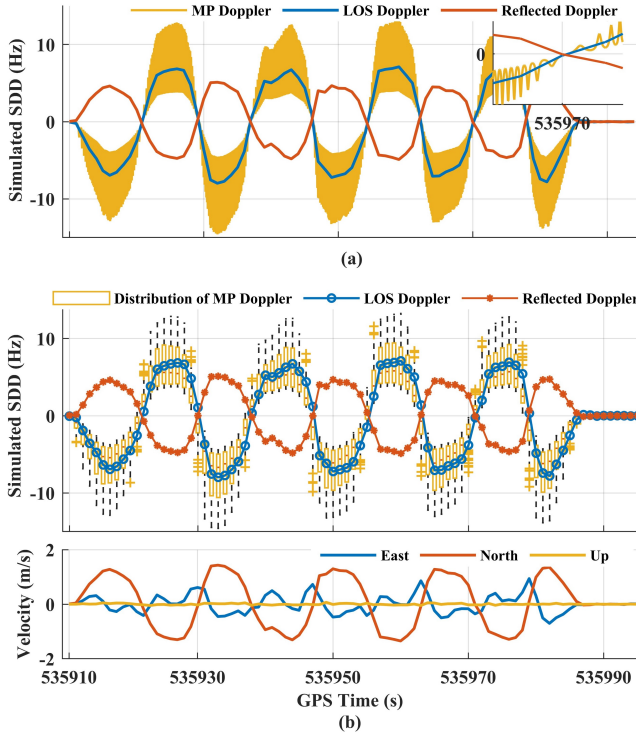 MP Doppler LOS Doppler Reflected Doppler
Simulated SDD (Hz)
10
0
-10
0
535970
(a)
Distribution of MP Doppler LOS Doppler Reflected Doppler
Simulated SDD (Hz)
10
0
-10
East North Up
Velocity (m/s)
2
0
-2
535910 535930 535950 535970 535990
GPS Time (s)
(b)